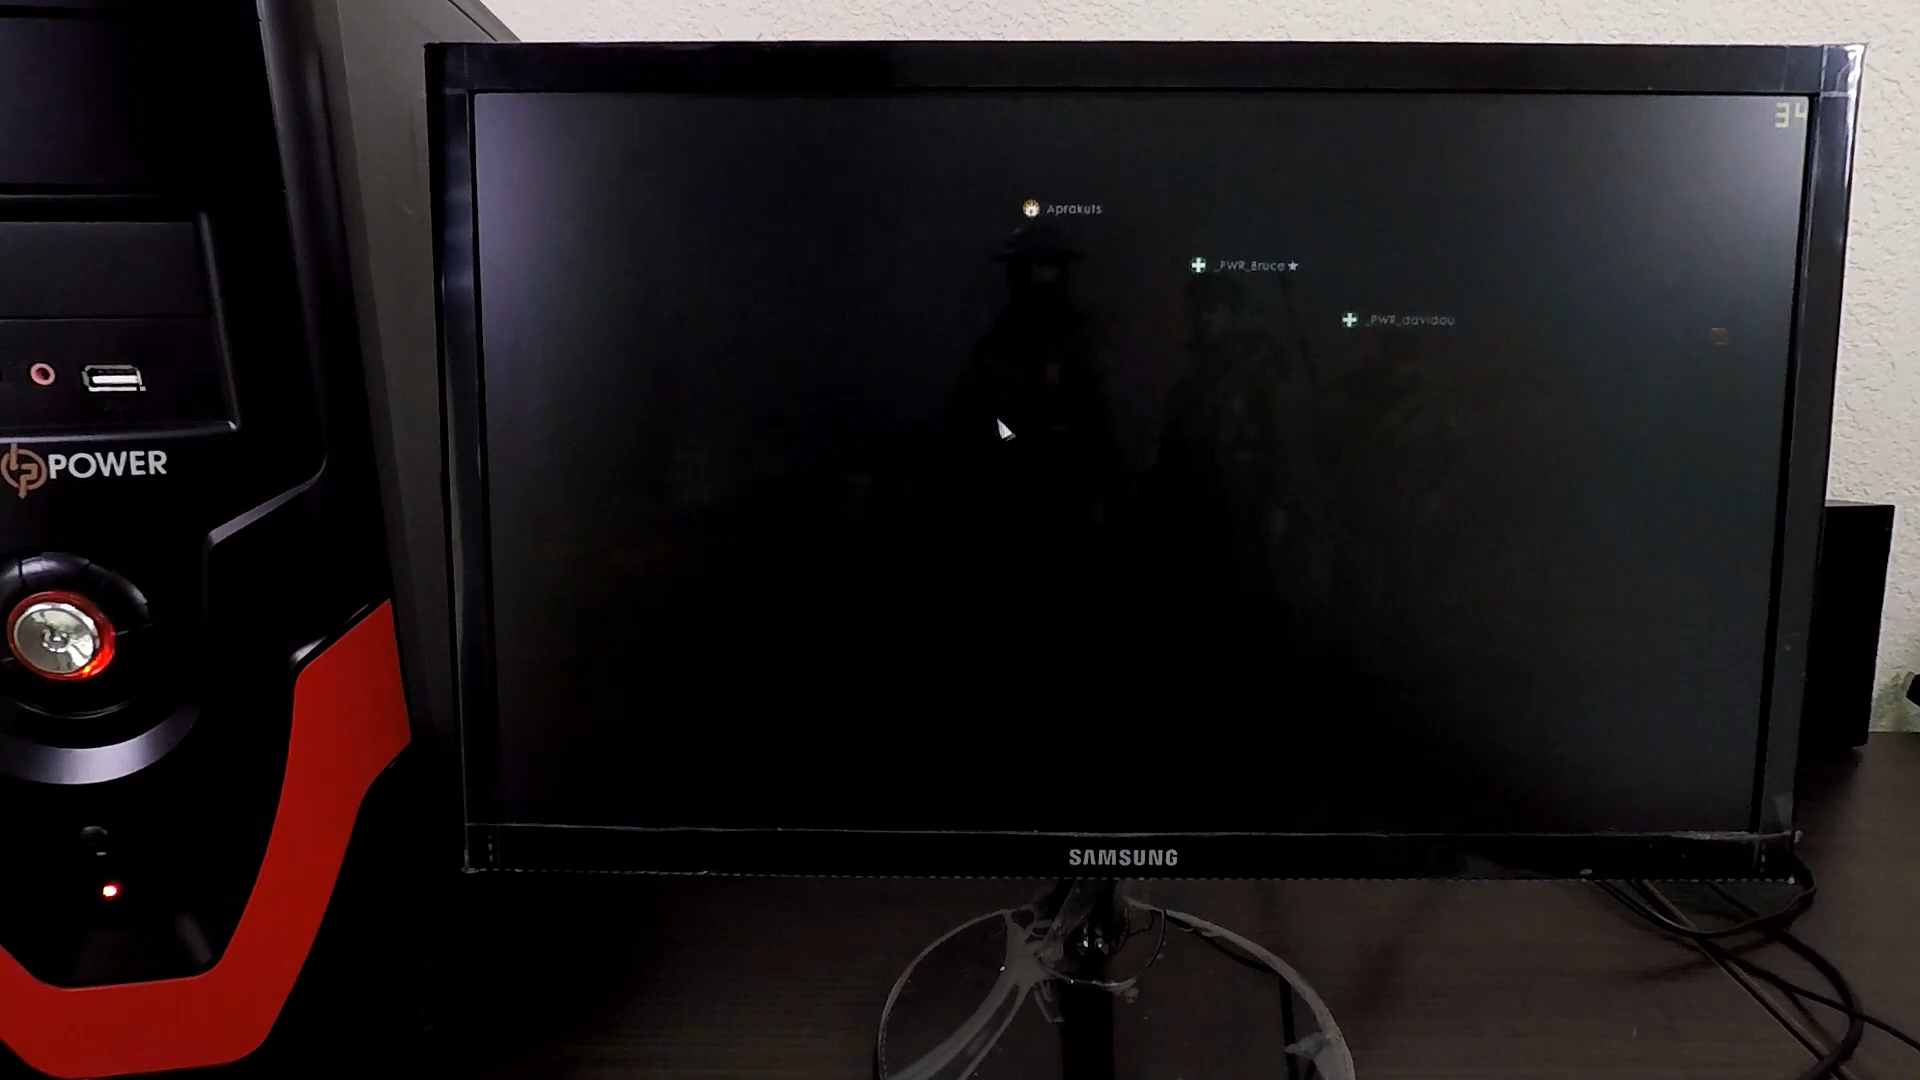 34
Aprakuts
_PWR_Bruce★
_PWR_davidou
POWER
SAMSUNG